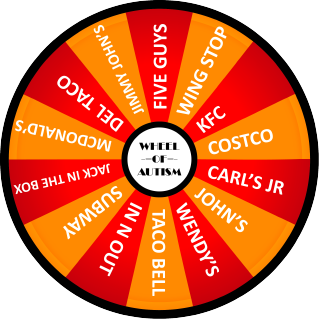 WHEEL
OF
AUTISM
FIVE GUYS
WING STOP
KFC
COSTCO
CARL'S JR
JOHN'S
WENDY'S
TACO BELL
IN N OUT
SUBWAY
JACK IN THE BOX
MCDONALD'S
DEL TACO
JIMMY JOHN'S